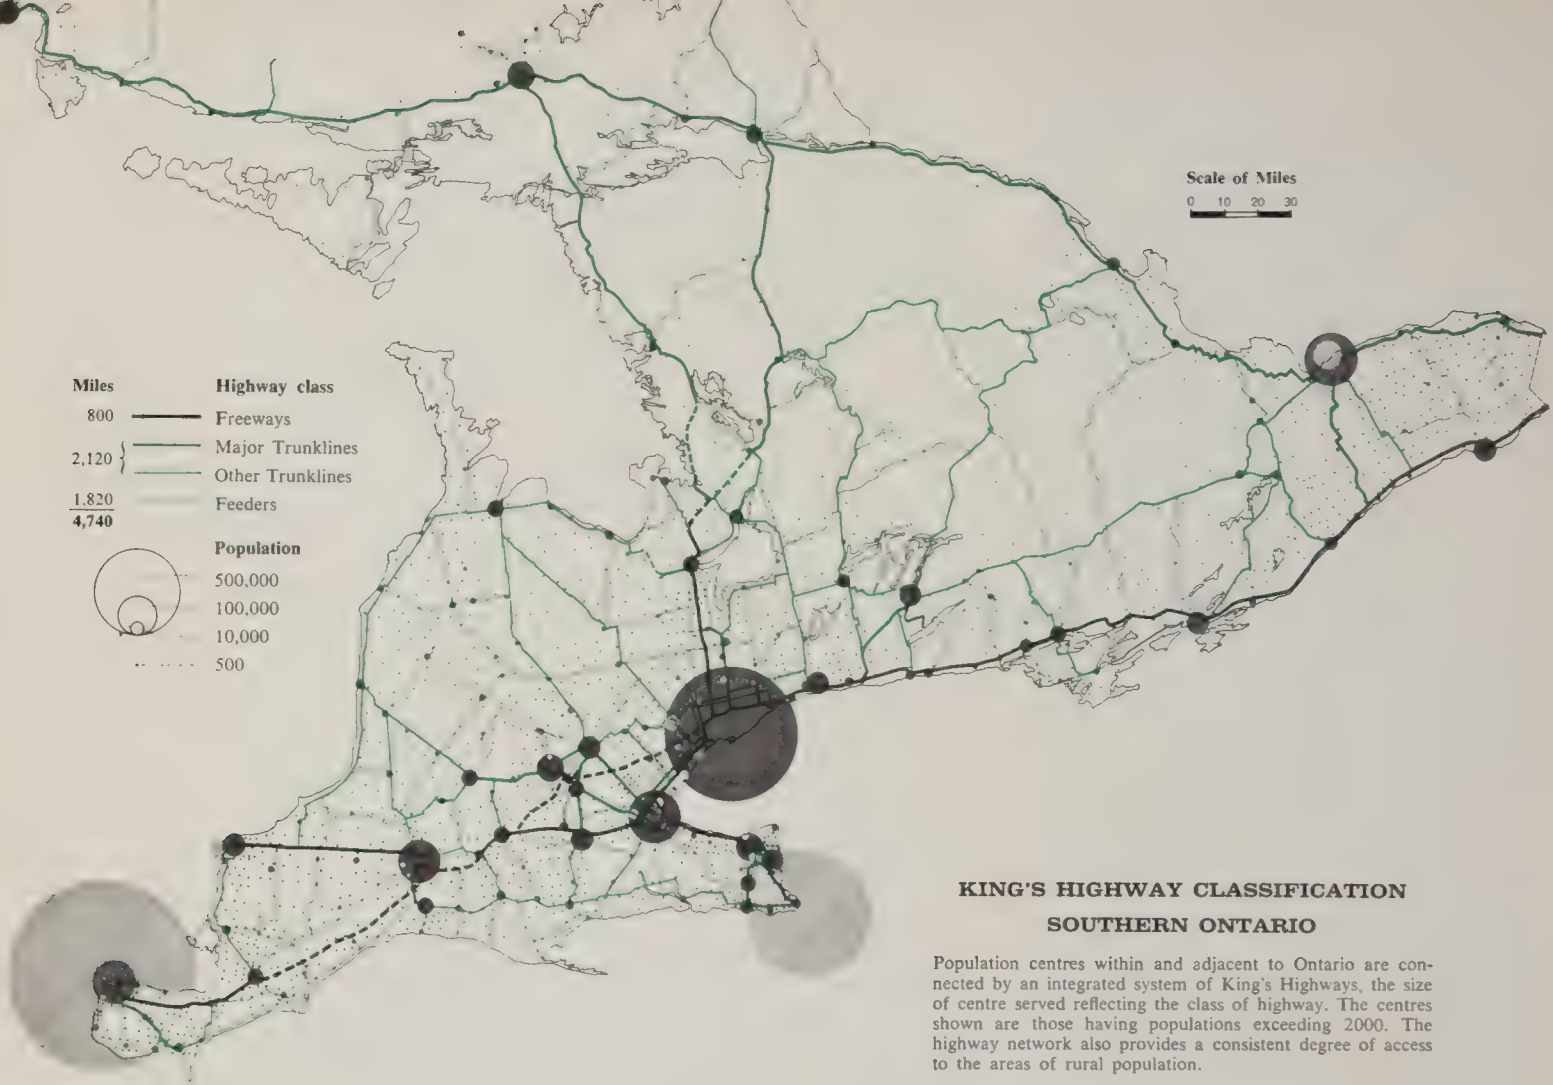 Scale of Miles
0 10 20 30
Miles Highway class
800 Freeways
2,120 Major Trunklines
Other Trunklines
1,820 Feeders
4,740
Population
500,000
100,000
10,000
500
KING'S HIGHWAY CLASSIFICATION
SOUTHERN ONTARIO
Population centres within and adjacent to Ontario are con-
nected by an integrated system of King's Highways, the size
of centre served reflecting the class of highway. The centres
shown are those having populations exceeding 2000. The
highway network also provides a consistent degree of access
to the areas of rural population.